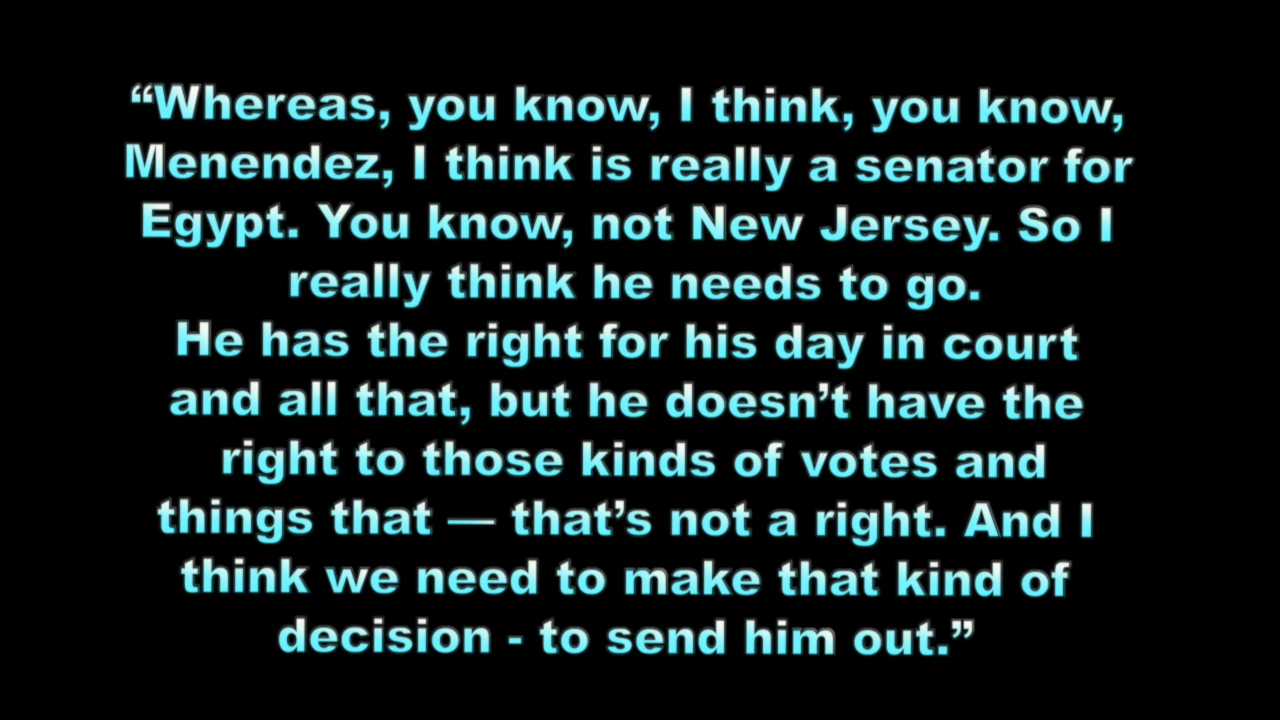 “Whereas, you know, I think, you know,
Menendez, I think is really a senator for
Egypt. You know, not New Jersey. So I
really think he needs to go.
He has the right for his day in court
and all that, but he doesn’t have the
right to those kinds of votes and
things that — that’s not a right. And I
think we need to make that kind of
decision - to send him out.”